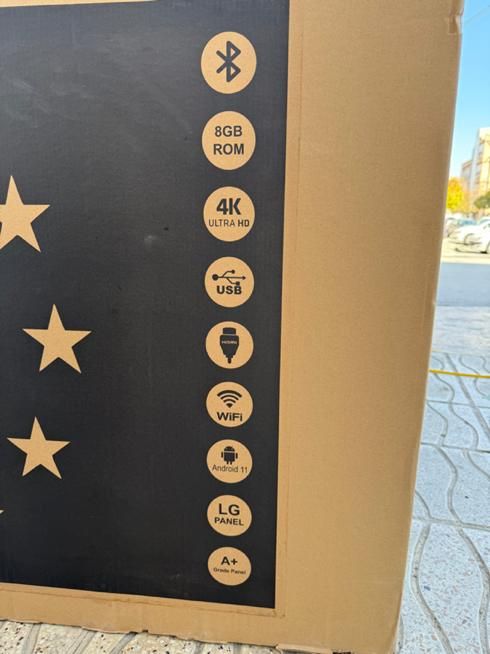 8GB
ROM
4K
ULTRA HD
USB
HDMI
WiFi
Android 11
LG
PANEL
A+
Grade Panel